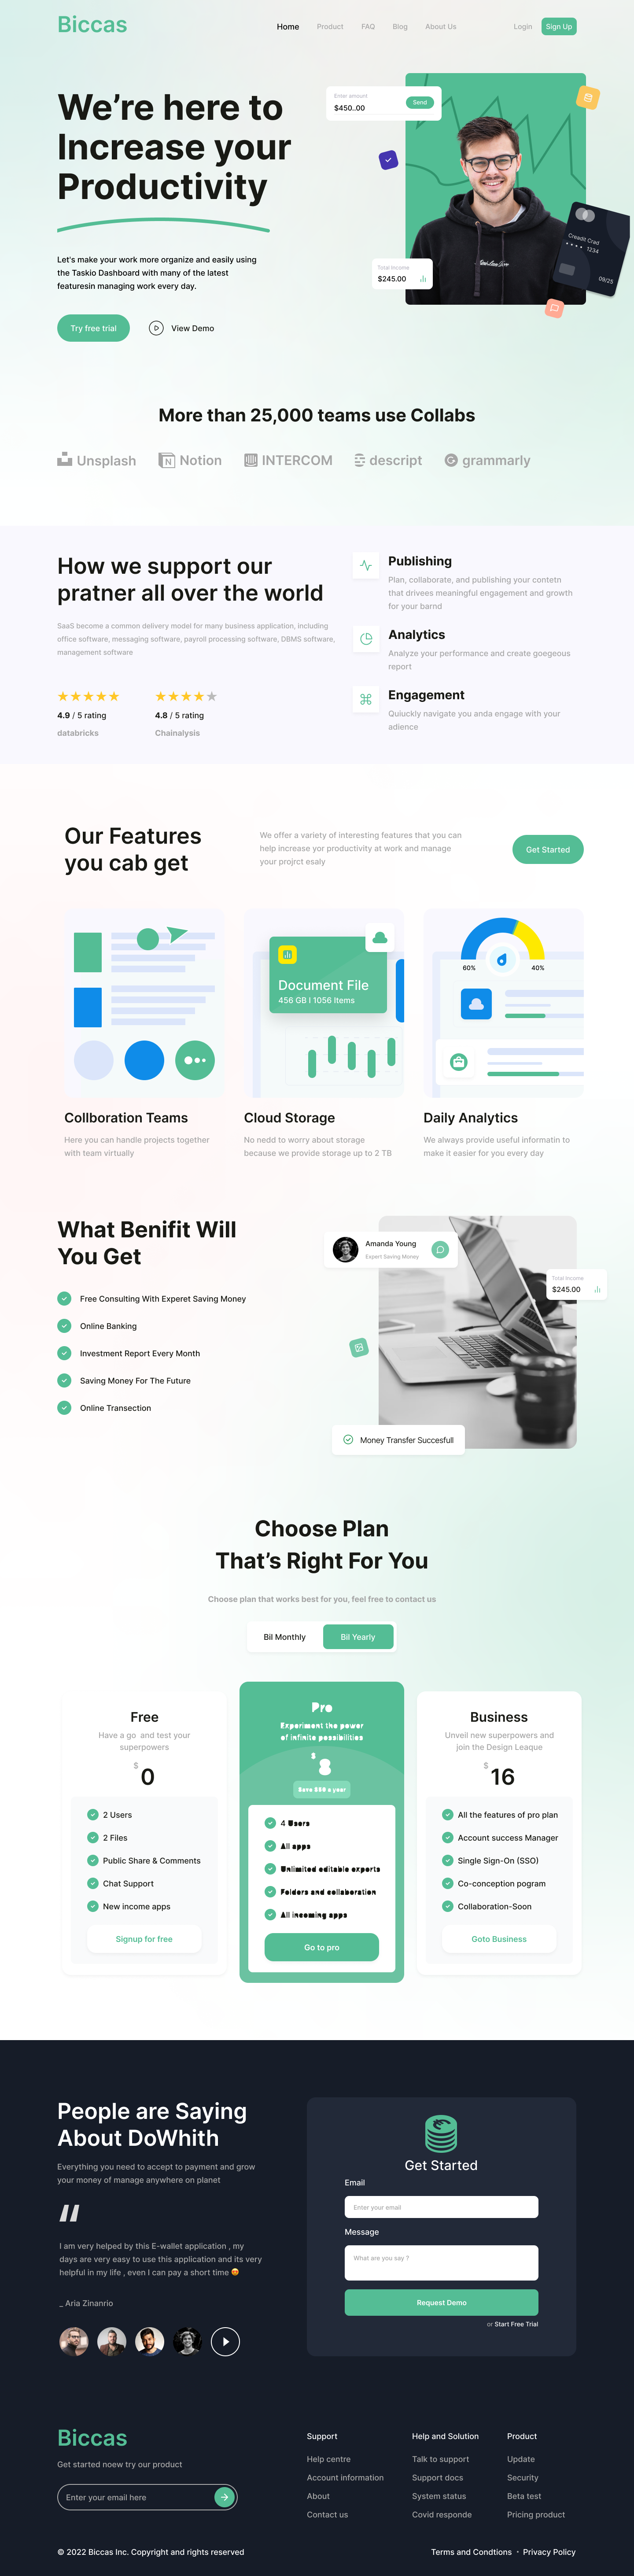 Biccas
Home Product FAQ Blog About Us Login Sign Up
We're here to
Increase your
Productivity
Let's make your work more organize and easily using
the Taskio Dashboard with many of the latest
featuresin managing work every day.
Try free trial
View Demo
Enter amount
$450..00
Send
Total Income
$245.00
Creadit Crad
1234
09/25
More than 25,000 teams use Collabs
Unsplash Notion INTERCOM descript grammarly
How we support our
pratner all over the world
SaaS become a common delivery model for many business application, including
office software, messaging software, payroll processing software, DBMS software,
management software
4.9 / 5 rating
databricks
4.8 / 5 rating
Chainalysis
Publishing
Plan, collaborate, and publishing your contetn
that drivees meaningful engagement and growth
for your barnd
Analytics
Analyze your performance and create goegeous
report
Engagement
Quiuckly navigate you anda engage with your
adience
Our Features
you cab get
We offer a variety of interesting features that you can
help increase yor productivity at work and manage
your projrct esaly
Get Started
Document File
456 GB I 1056 Items
60%
40%
Collboration Teams
Here you can handle projects together
with team virtually
Cloud Storage
No nedd to worry about storage
because we provide storage up to 2 TB
Daily Analytics
We always provide useful informatin to
make it easier for you every day
What Benifit Will
You Get
Free Consulting With Experet Saving Money
Online Banking
Investment Report Every Month
Saving Money For The Future
Online Transection
Amanda Young
Expert Saving Money
Total Income
$245.00
Money Transfer Succesfull
Choose Plan
That's Right For You
Choose plan that works best for you, feel free to contact us
Bil Monthly
Bil Yearly
Free
Have a go and test your
superpowers
$
0
2 Users
2 Files
Public Share & Comments
Chat Support
New income apps
Signup for free
Pro
Experiment the power
of infinite possibilities
$
8
Save $50 a year
4 Users
All apps
Unlimited editable exports
Folders and collaboration
All incoming apps
Go to pro
Business
Unveil new superpowers and
join the Design Leaque
$
16
All the features of pro plan
Account success Manager
Single Sign-On (SSO)
Co-conception pogram
Collaboration-Soon
Goto Business
People are Saying
About DoWhith
Everything you need to accept to payment and grow
your money of manage anywhere on planet
"
I am very helped by this E-wallet application , my
days are very easy to use this application and its very
helpful in my life , even I can pay a short time 😍
_ Aria Zinanrio
Get Started
Email
Enter your email
Message
What are you say ?
Request Demo
or Start Free Trial
Biccas
Get started noew try our product
Enter your email here
Support
Help centre
Account information
About
Contact us
Help and Solution
Talk to support
Support docs
System status
Covid responde
Product
Update
Security
Beta test
Pricing product
© 2022 Biccas Inc. Copyright and rights reserved
Terms and Condtions • Privacy Policy